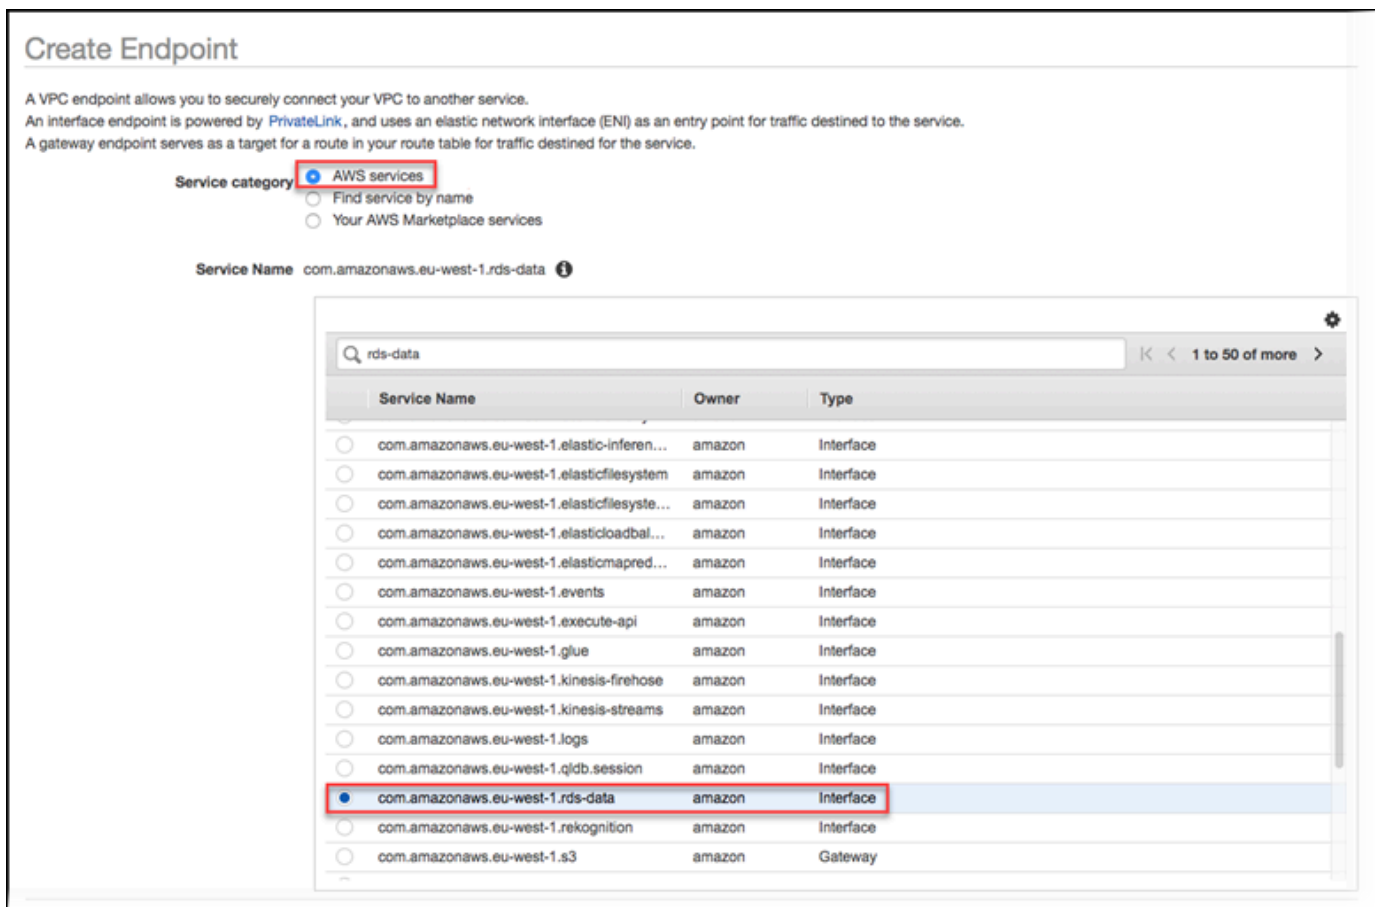 Create Endpoint
A VPC endpoint allows you to securely connect your VPC to another service.
An interface endpoint is powered by PrivateLink, and uses an elastic network interface (ENI) as an entry point for traffic destined to the service.
A gateway endpoint serves as a target for a route in your route table for traffic destined for the service.
Service category AWS services
Find service by name
Your AWS Marketplace services
Service Name com.amazonaws.eu-west-1.rds-data
rds-data 1 to 50 of more
Service Name Owner Type
com.amazonaws.eu-west-1.elastic-inferen... amazon Interface
com.amazonaws.eu-west-1.elasticfilesystem amazon Interface
com.amazonaws.eu-west-1.elasticfilesyste... amazon Interface
com.amazonaws.eu-west-1.elasticloadbal... amazon Interface
com.amazonaws.eu-west-1.elasticmapred... amazon Interface
com.amazonaws.eu-west-1.events amazon Interface
com.amazonaws.eu-west-1.execute-api amazon Interface
com.amazonaws.eu-west-1.glue amazon Interface
com.amazonaws.eu-west-1.kinesis-firehose amazon Interface
com.amazonaws.eu-west-1.kinesis-streams amazon Interface
com.amazonaws.eu-west-1.logs amazon Interface
com.amazonaws.eu-west-1.qldb.session amazon Interface
com.amazonaws.eu-west-1.rds-data amazon Interface
com.amazonaws.eu-west-1.rekognition amazon Interface
com.amazonaws.eu-west-1.s3 amazon Gateway